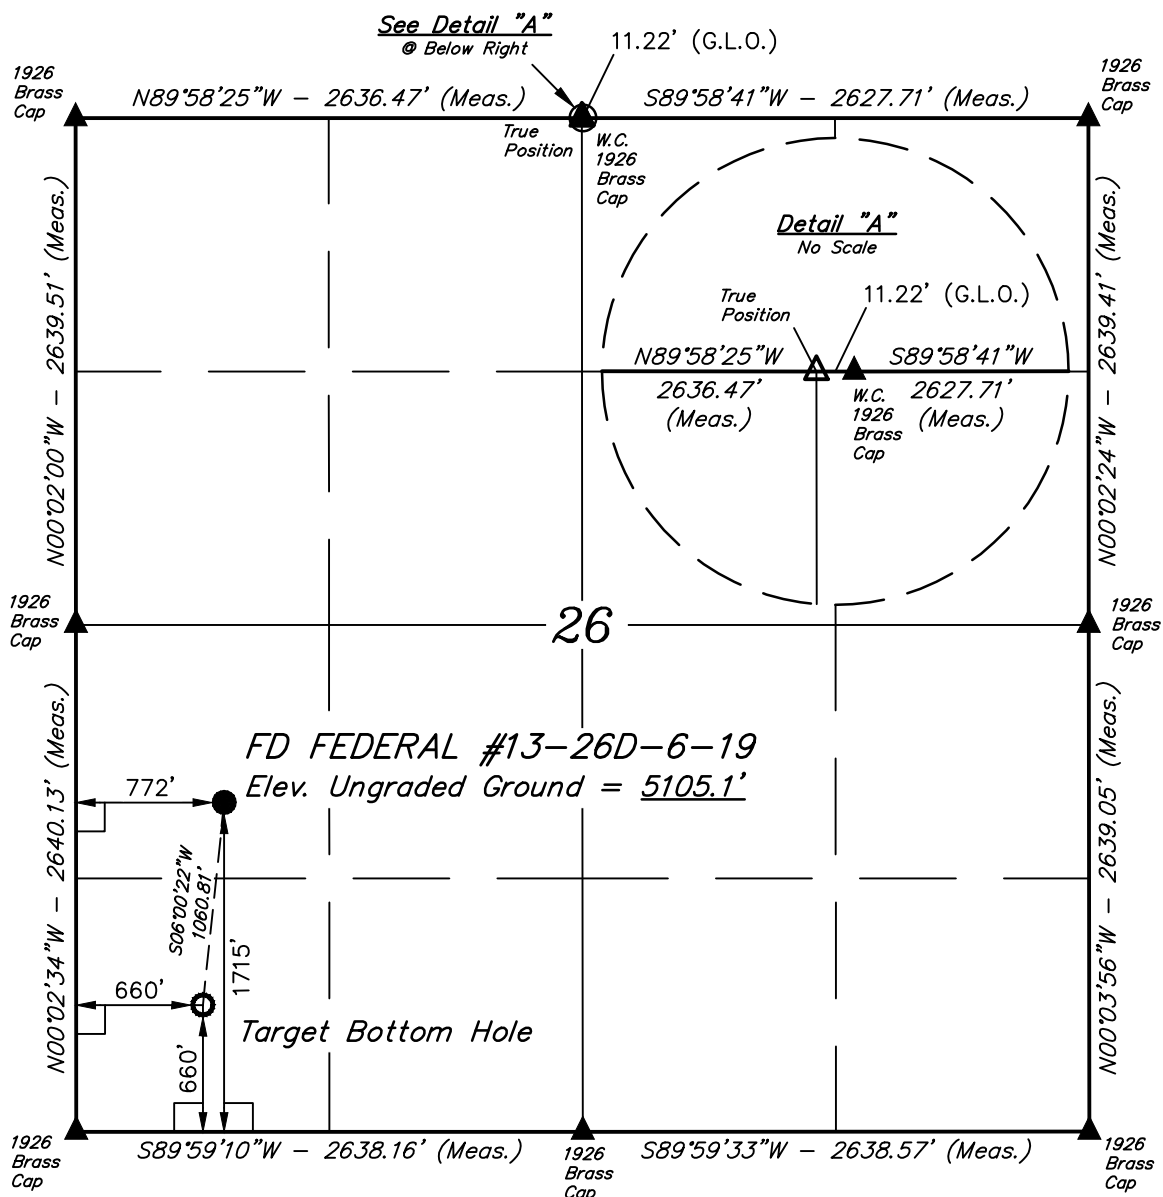 See Detail "A"
@ Below Right
11.22' (G.L.O.)
1926
Brass
Cap
N89°58'25"W - 2636.47' (Meas.)
S89°58'41"W - 2627.71' (Meas.)
1926
Brass
Cap
True
Position
W.C.
1926
Brass
Cap
Detail "A"
No Scale
True
Position
11.22' (G.L.O.)
N89°58'25"W
2636.47'
(Meas.)
S89°58'41"W
2627.71'
(Meas.)
W.C.
1926
Brass
Cap
N00°02'00"W - 2639.51' (Meas.)
N00°02'24"W - 2639.41' (Meas.)
1926
Brass
Cap
26
1926
Brass
Cap
FD FEDERAL #13-26D-6-19
Elev. Ungraded Ground = 5105.1'
772'
S06°00'22"W
1060.81'
1715'
660'
660'
Target Bottom Hole
N00°02'34"W - 2640.13' (Meas.)
N00°03'56"W - 2639.05' (Meas.)
1926
Brass
Cap
S89°59'10"W - 2638.16' (Meas.)
1926
Brass
Cap
S89°59'33"W - 2638.57' (Meas.)
1926
Brass
Cap